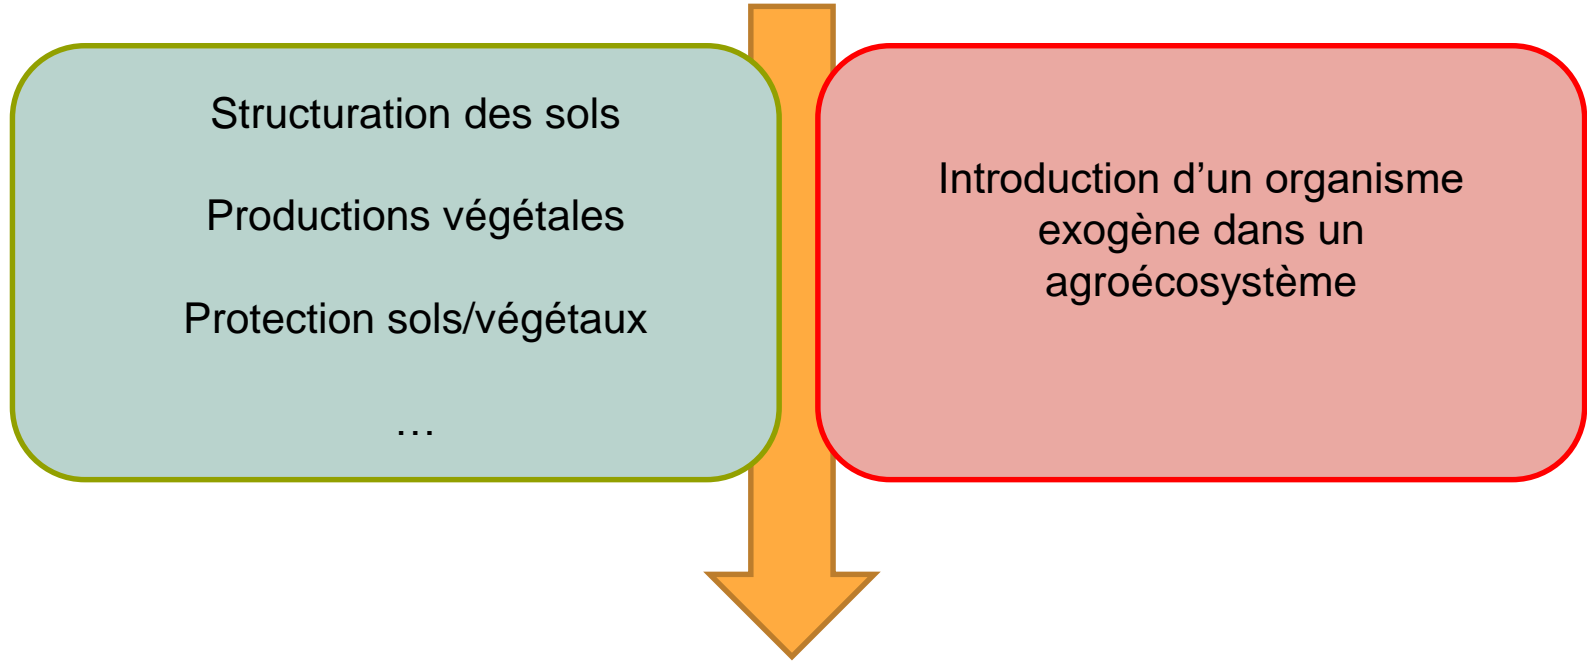 Structuration des sols
Productions végétales
Protection sols/végétaux
…
Introduction d’un organisme
exogène dans un
agroécosystème